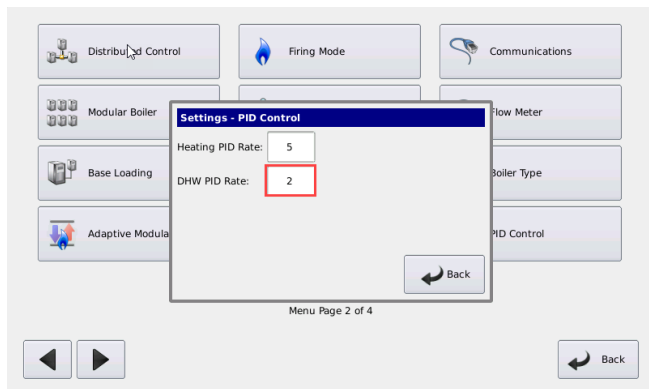 Distributed Control
Firing Mode
Communications
Modular Boiler
Flow Meter
Settings - PID Control
Heating PID Rate: 5
Base Loading
DHW PID Rate: 2
Boiler Type
Adaptive Modula
PID Control
Back
Menu Page 2 of 4
Back